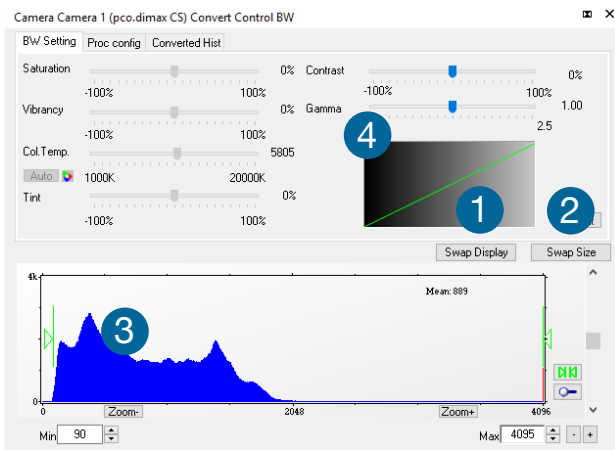 Camera Camera 1 (pco.dimax CS) Convert Control BW
BW Setting Proc config Converted Hist
Saturation 0% Contrast 0%
-100% 100% -100% 100%
Vibrancy 0% Gamma 1.00
-100% 100% 2.5
4
Col.Temp. 5805
Auto 1000K 20000K
Tint 0%
-100% 100%
1 2
Swap Display Swap Size
4k
Mean: 889
3
0
0 Zoom- 2048 Zoom+ 4096
Min 90 Max 4095 - +